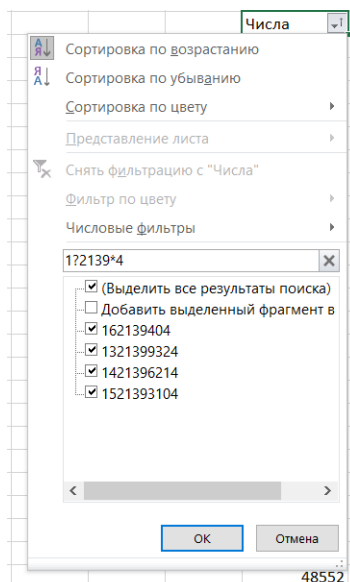 Числа
Сортировка по возрастанию
Сортировка по убыванию
Сортировка по цвету
Представление листа
Снять фильтрацию с "Числа"
Фильтр по цвету
Числовые фильтры
1?2139*4
(Выделить все результаты поиска)
Добавить выделенный фрагмент в
162139404
1321399324
1421396214
1521393104
ОК
Отмена
48552